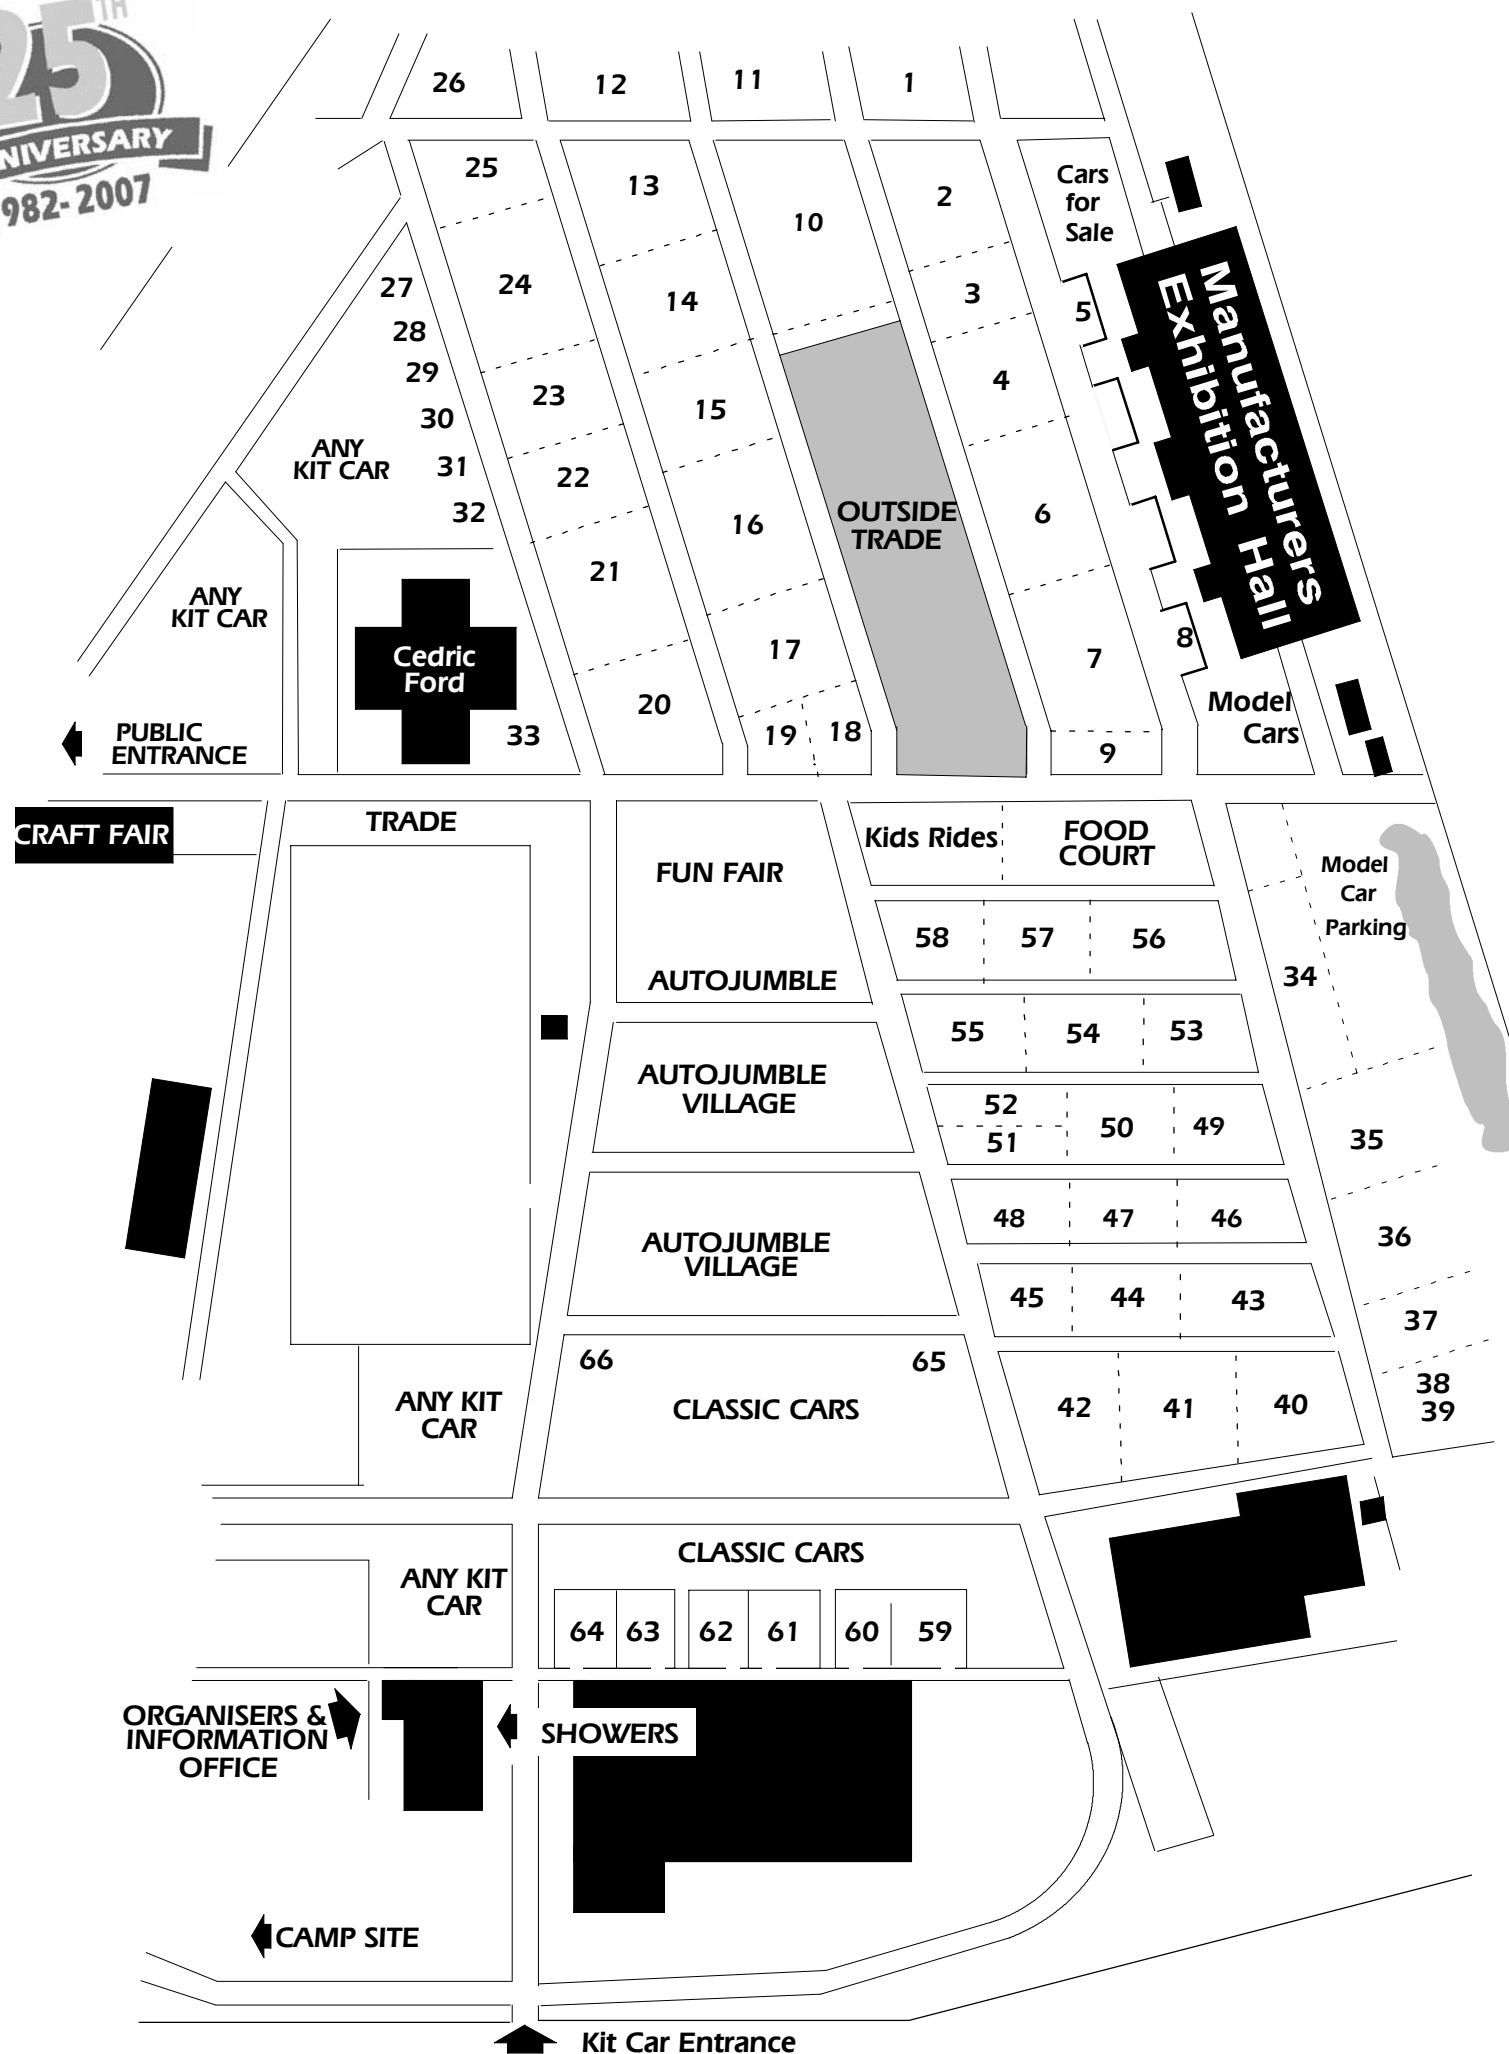 25TH
NIVERSARY
982-2007
26
12
11
1
25
13
10
2
Cars
for
Sale
27
24
14
3
5
28
29
23
15
4
30
ANY
KIT CAR
31
22
32
16
OUTSIDE
TRADE
6
Manufacturers
Exhibition Hall
21
ANY
KIT CAR
Cedric
Ford
17
7
8
20
Model
Cars
33
19
18
9
PUBLIC
ENTRANCE
CRAFT FAIR
TRADE
Kids Rides
FOOD
COURT
FUN FAIR
Model
Car
Parking
58
57
56
34
AUTOJUMBLE
55
54
53
AUTOJUMBLE
VILLAGE
52
51
50
49
35
48
47
46
36
AUTOJUMBLE
VILLAGE
45
44
43
37
66
65
38
39
ANY KIT
CAR
CLASSIC CARS
42
41
40
CLASSIC CARS
ANY KIT
CAR
64
63
62
61
60
59
ORGANISERS &
INFORMATION
OFFICE
SHOWERS
CAMP SITE
Kit Car Entrance